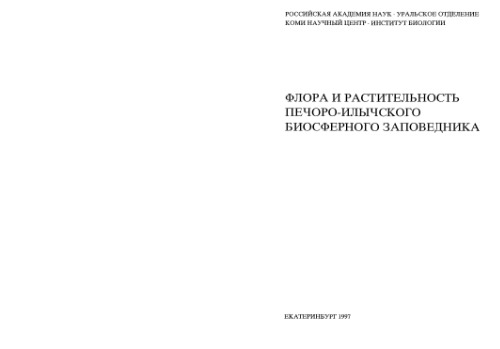 РОССИЙСКАЯ АКАДЕМИЯ НАУК · УРАЛЬСКОЕ ОТДЕЛЕНИЕ
КОМИ НАУЧНЫЙ ЦЕНТР · ИНСТИТУТ БИОЛОГИИ
ФЛОРА И РАСТИТЕЛЬНОСТЬ
ПЕЧОРО-ИЛЫЧСКОГО
БИОСФЕРНОГО ЗАПОВЕДНИКА
ЕКАТЕРИНБУРГ 1997